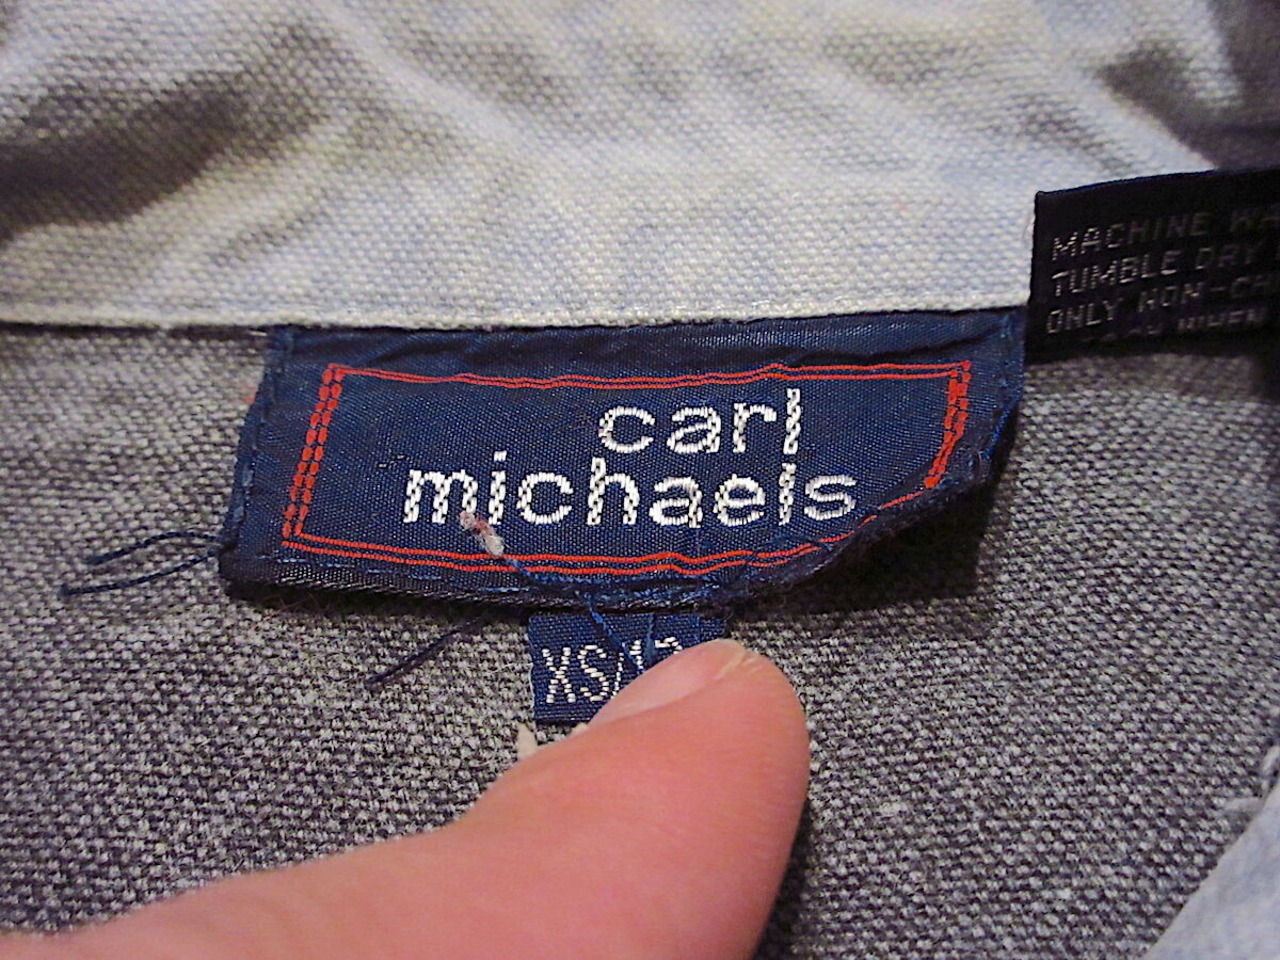 carl
michaels
XS/
MACHINE
TUMBLE DRY
ONLY NON-